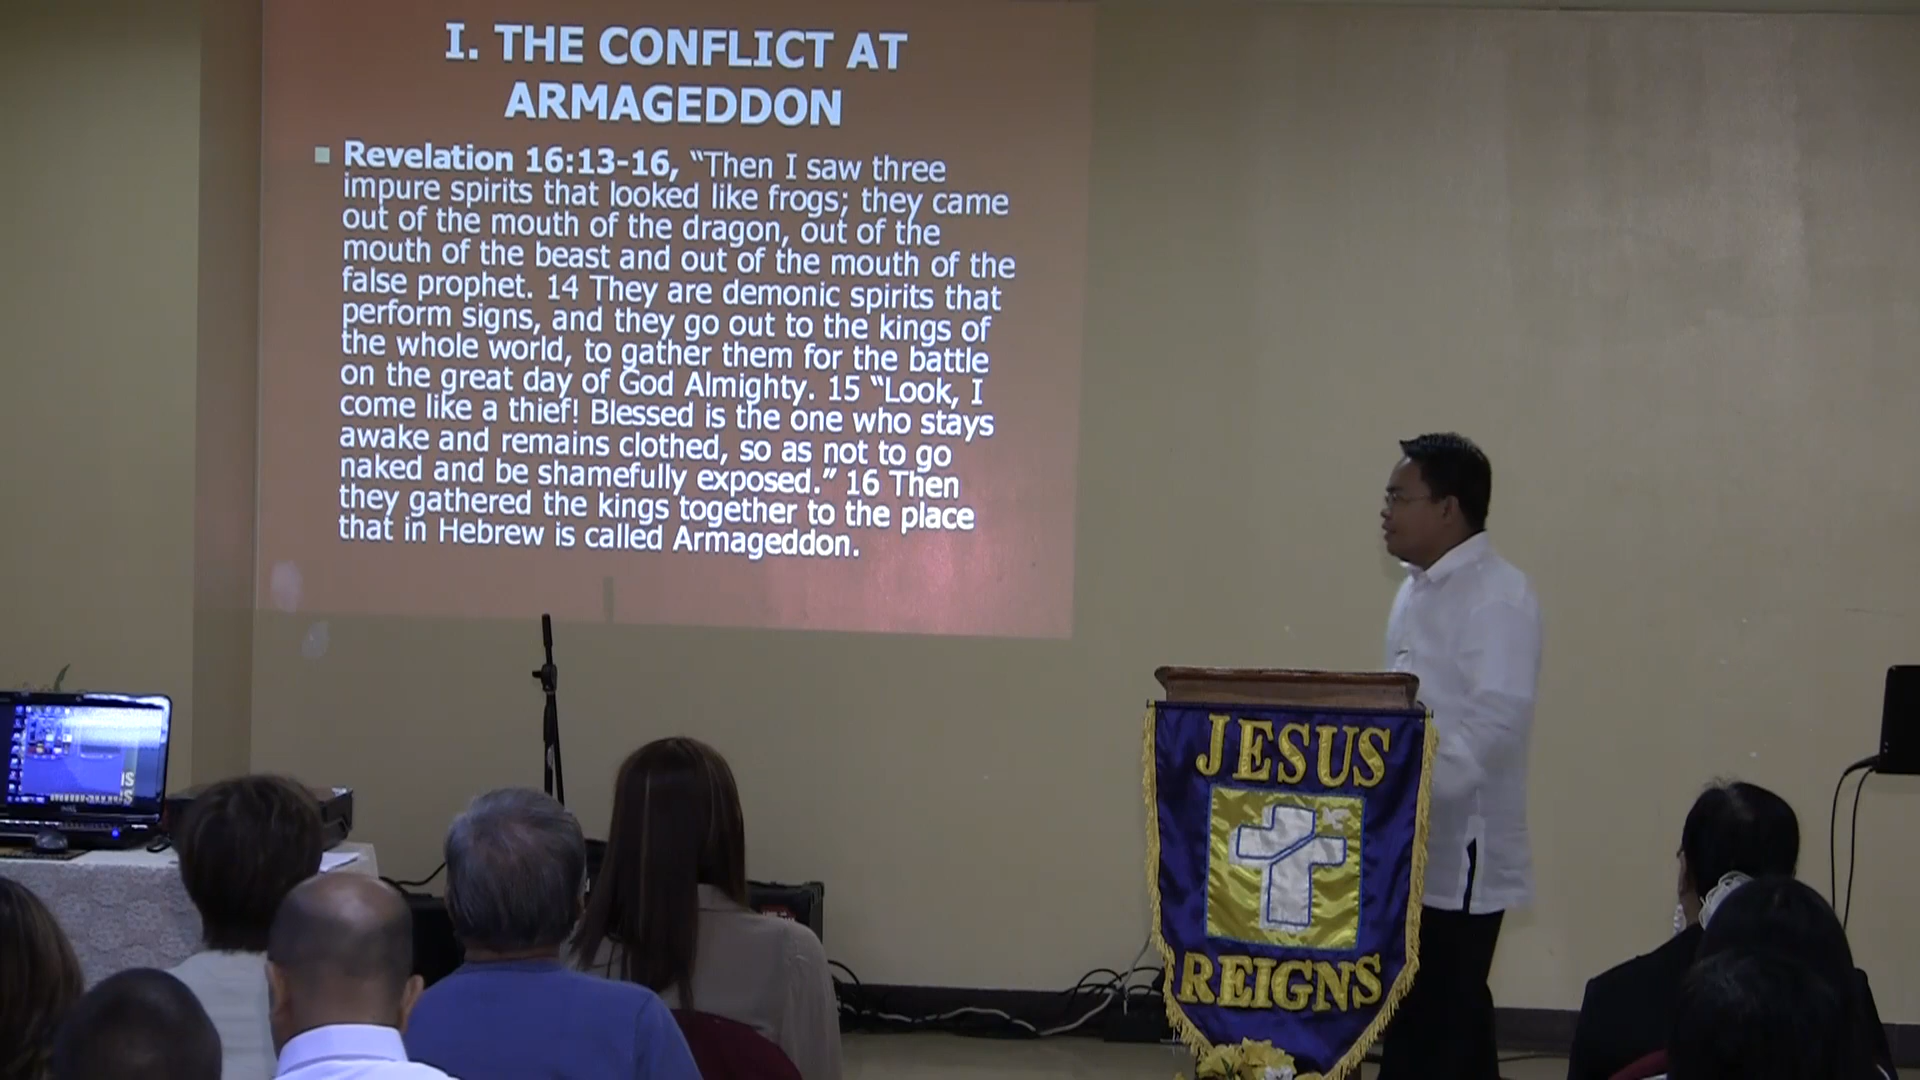 I. THE CONFLICT AT
ARMAGEDDON
Revelation 16:13-16, “Then I saw three
impure spirits that looked like frogs; they came
out of the mouth of the dragon, out of the
mouth of the beast and out of the mouth of the
false prophet. 14 They are demonic spirits that
perform signs, and they go out to the kings of
the whole world, to gather them for the battle
on the great day of God Almighty. 15 “Look, I
come like a thief! Blessed is the one who stays
awake and remains clothed, so as not to go
naked and be shamefully exposed.” 16 Then
they gathered the kings together to the place
that in Hebrew is called Armageddon.
JESUS
REIGNS